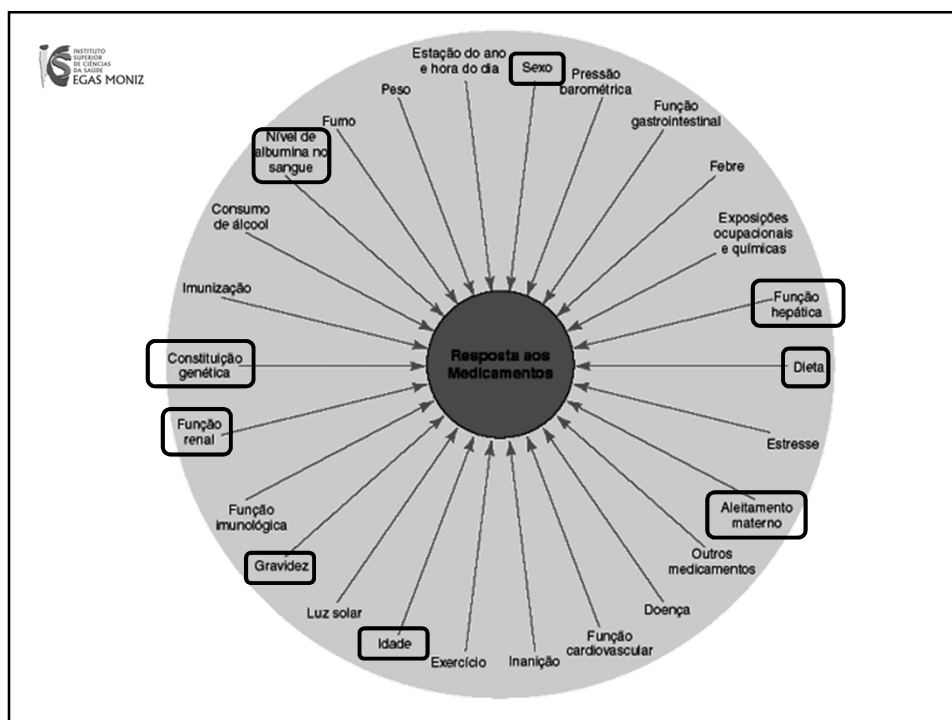 INSTITUTO
SUPERIOR
DE CIÊNCIAS
DA SAÚDE
EGAS MONIZ
Estação do ano
e hora do dia
Sexo
Pressão
barométrica
Função
gastrointestinal
Febre
Exposições
ocupacionais
e químicas
Função
hepática
Dieta
Estresse
Aleitamento
materno
Outros
medicamentos
Doença
Função
cardiovascular
Inanição
Exercício
Idade
Luz solar
Gravidez
Função
imunológica
Função
renal
Constituição
genética
Imunização
Consumo
de álcool
Nível de
albumina no
sangue
Fumo
Peso
Resposta aos
Medicamentos